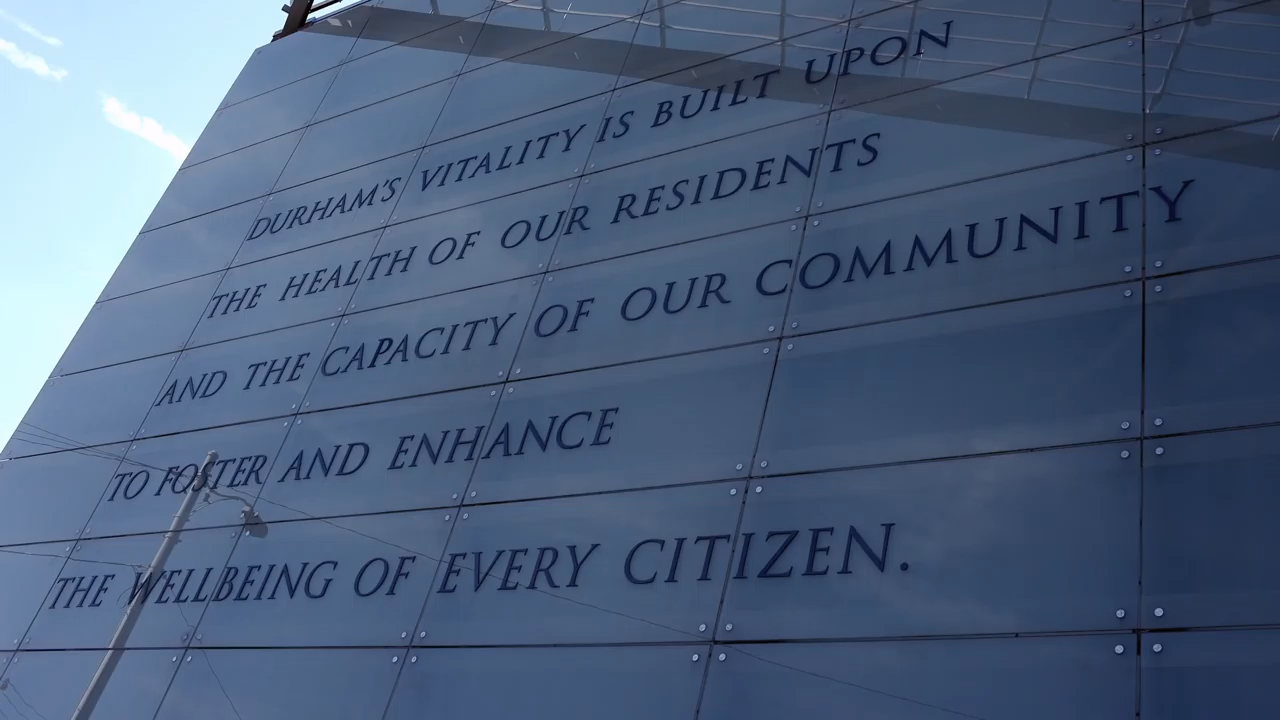 DURHAM'S VITALITY IS BUILT UPON
THE HEALTH OF OUR RESIDENTS
AND THE CAPACITY OF OUR COMMUNITY
TO FOSTER AND ENHANCE
THE WELLBEING OF EVERY CITIZEN.